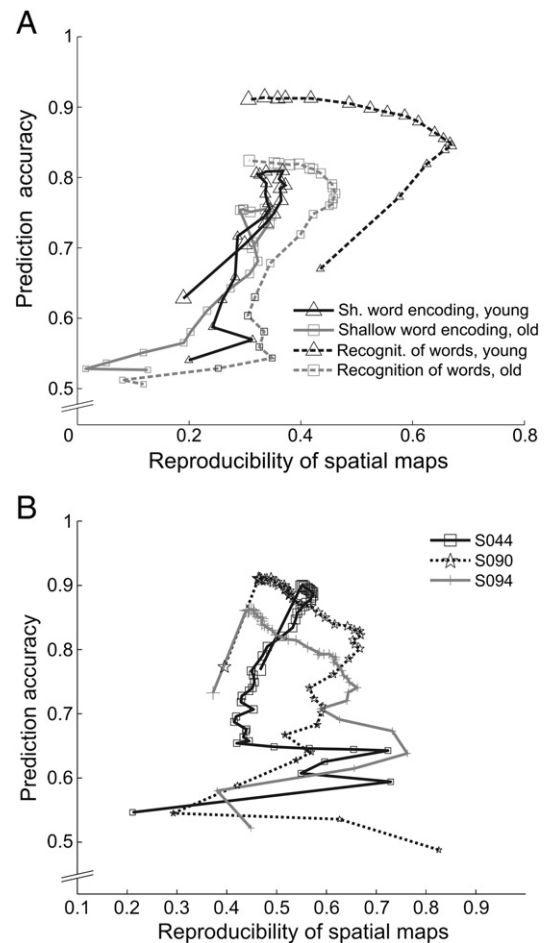 A
1
0.9
0.8
0.7
0.6
0.5
Prediction accuracy
Sh. word encoding, young
Shallow word encoding, old
Recognit. of words, young
Recognition of words, old
0 0.2 0.4 0.6 0.8
Reproducibility of spatial maps
B
1
0.9
0.8
0.7
0.6
0.5
Prediction accuracy
S044
S090
S094
0.1 0.2 0.3 0.4 0.5 0.6 0.7 0.8 0.9
Reproducibility of spatial maps